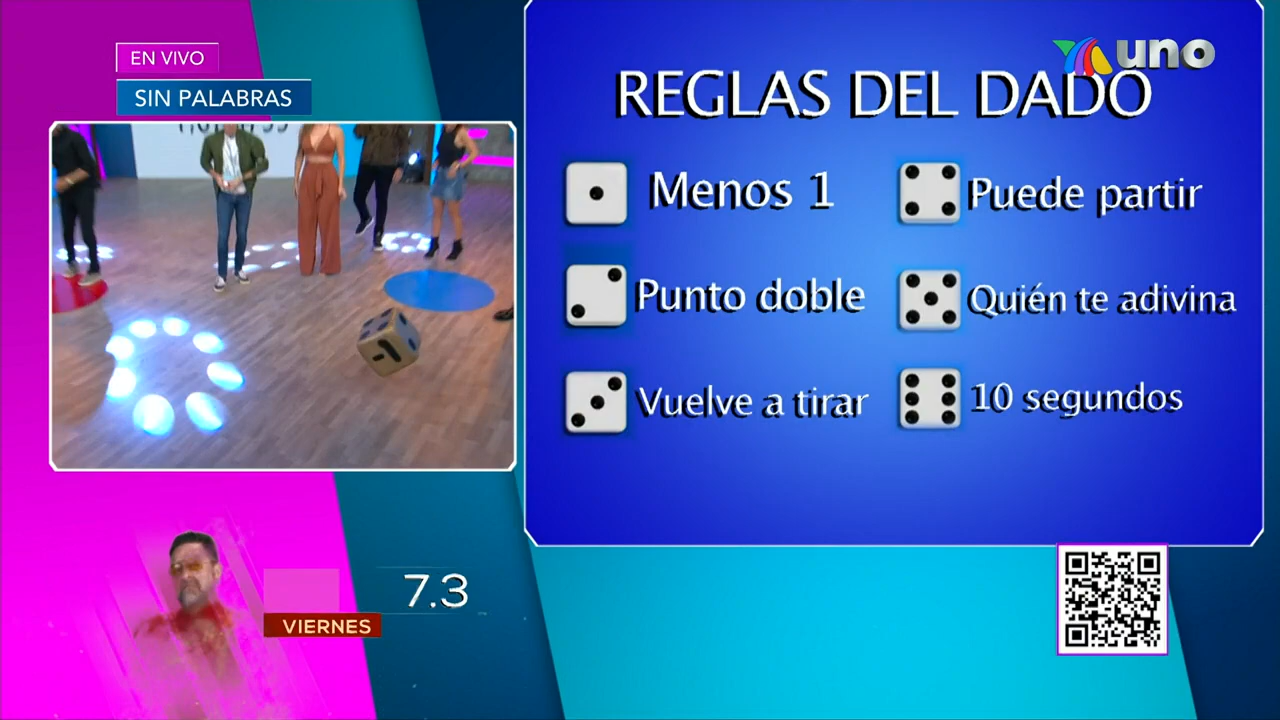 EN VIVO
SIN PALABRAS
uno
REGLAS DEL DADO
Menos 1
Puede partir
Punto doble
Quién te adivina
Vuelve a tirar
10 segundos
7.3
VIERNES